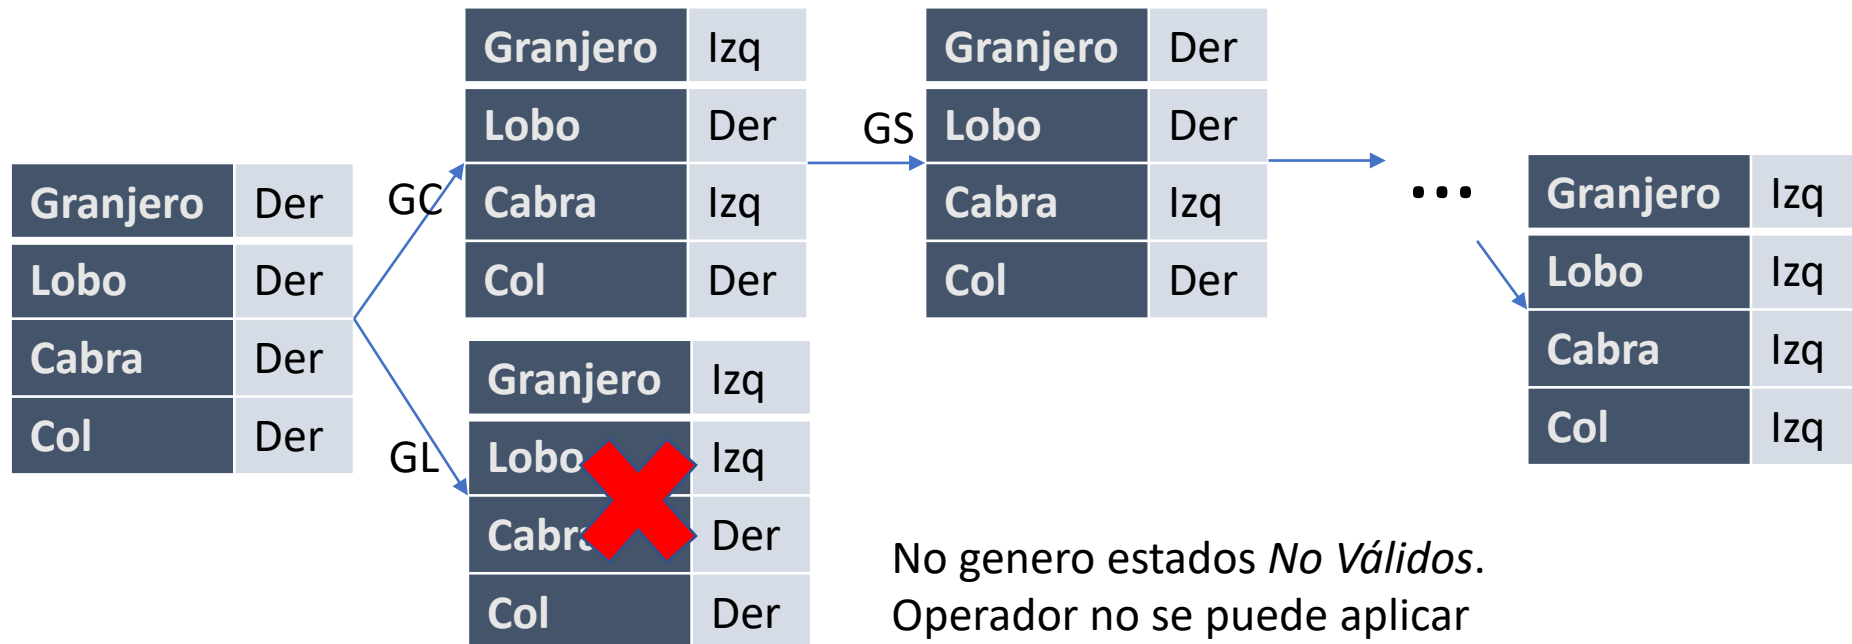 Granjero Der
Lobo Der
Cabra Der
Col Der
GC
Granjero Izq
Lobo Der
Cabra Izq
Col Der
GL
Granjero Izq
Lobo Izq
Cabra Der
Col Der
GS
Granjero Der
Lobo Der
Cabra Izq
Col Der
...
Granjero Izq
Lobo Izq
Cabra Izq
Col Izq
No genero estados No Válidos.
Operador no se puede aplicar